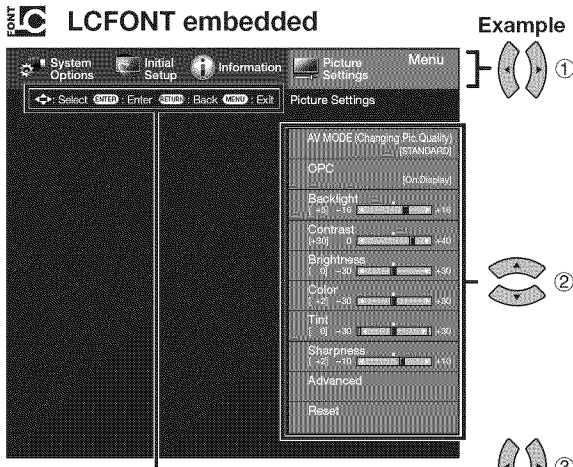 FONT LC LCFONT embedded
Example
System Options
Initial Setup
Information
Picture Settings
Menu
①
: Select ENTER : Enter RETURN : Back MENU : Exit
Picture Settings
AV MODE (Changing Pic.Quality)
[STANDARD]
OPC
[On:Display]
Backlight
[ +5] −16 +16
Contrast
[+30] 0 +40
Brightness
[ 0] −30 +30
②
Color
[ +2] −30 +30
Tint
[ 0] −30 +30
Sharpness
[ +2] −10 +10
Advanced
Reset
③